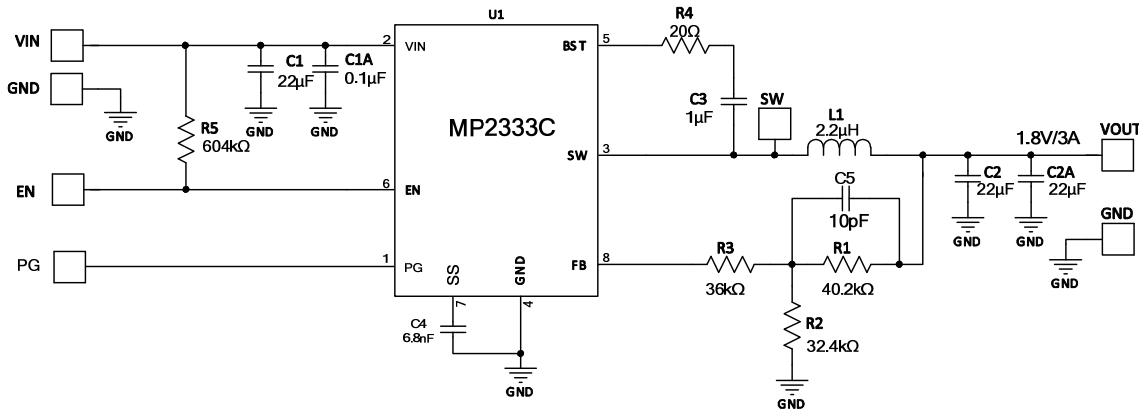 U1
MP2333C
VIN
GND
GND
EN
PG
2
VIN
6
EN
1
PG
SS
7
GND
4
BST
5
SW
3
FB
8
C1
22µF
GND
C1A
0.1µF
GND
R5
604kΩ
C4
6.8nF
GND
R4
20Ω
C3
1µF
SW
L1
2.2µH
1.8V/3A
VOUT
C2
22µF
GND
C2A
22µF
GND
GND
GND
C5
10pF
R3
36kΩ
R1
40.2kΩ
R2
32.4kΩ
GND